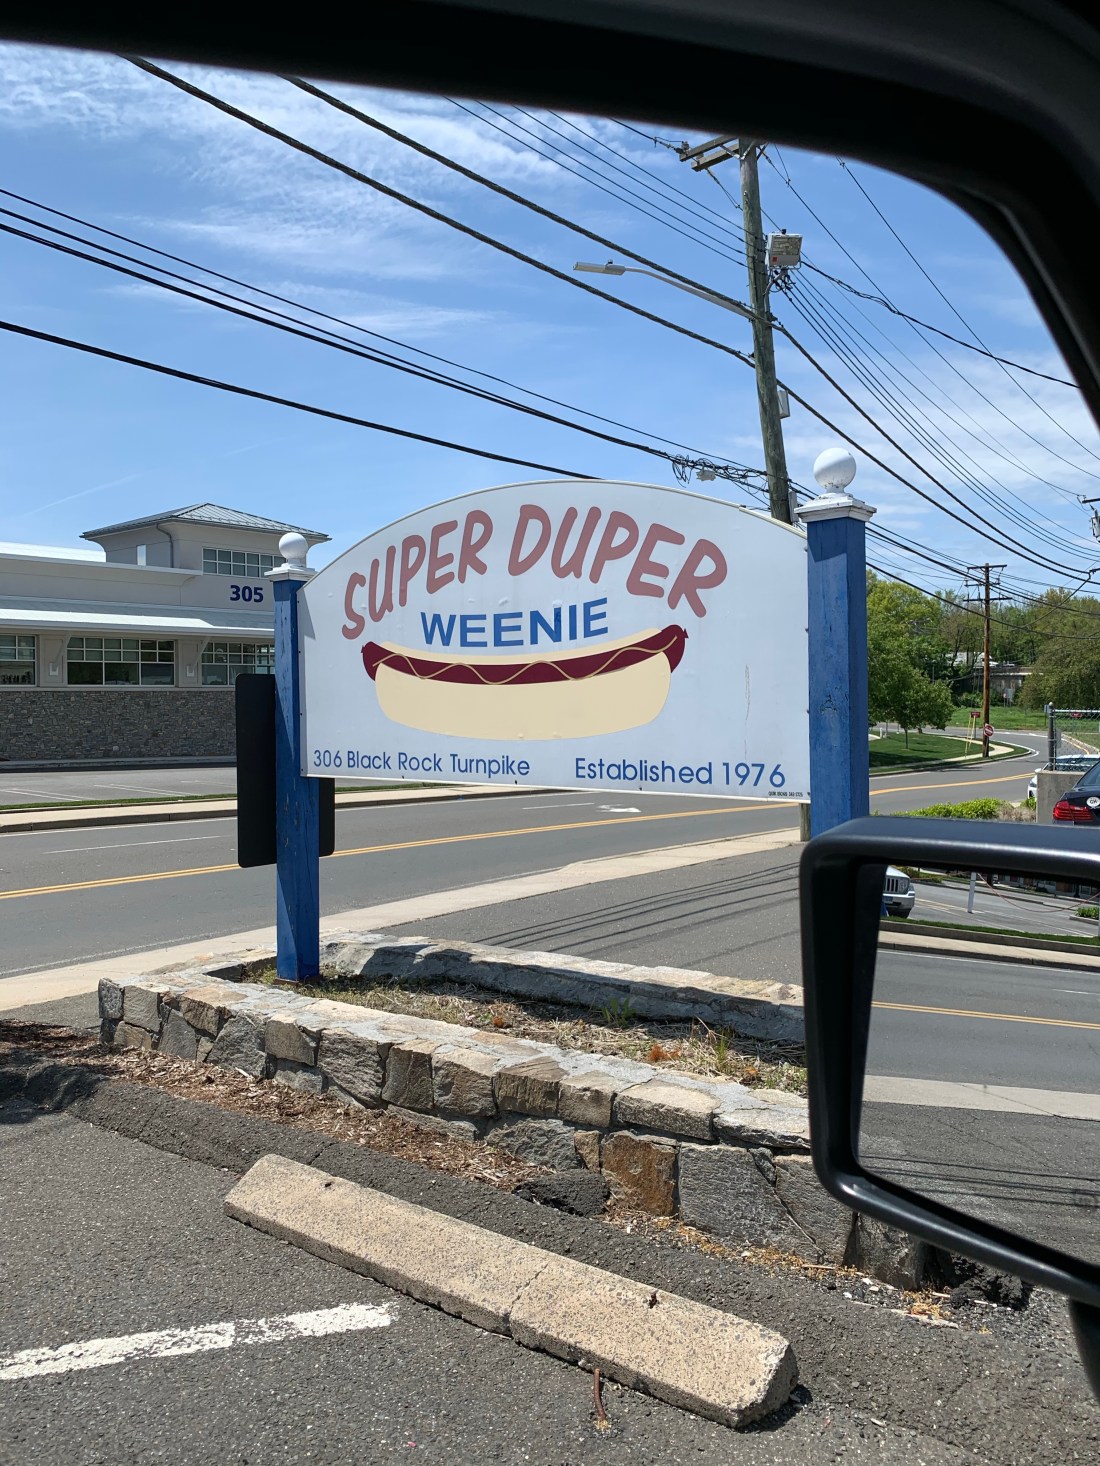 305
SUPER DUPER
WEENIE
306 Black Rock Turnpike
Established 1976